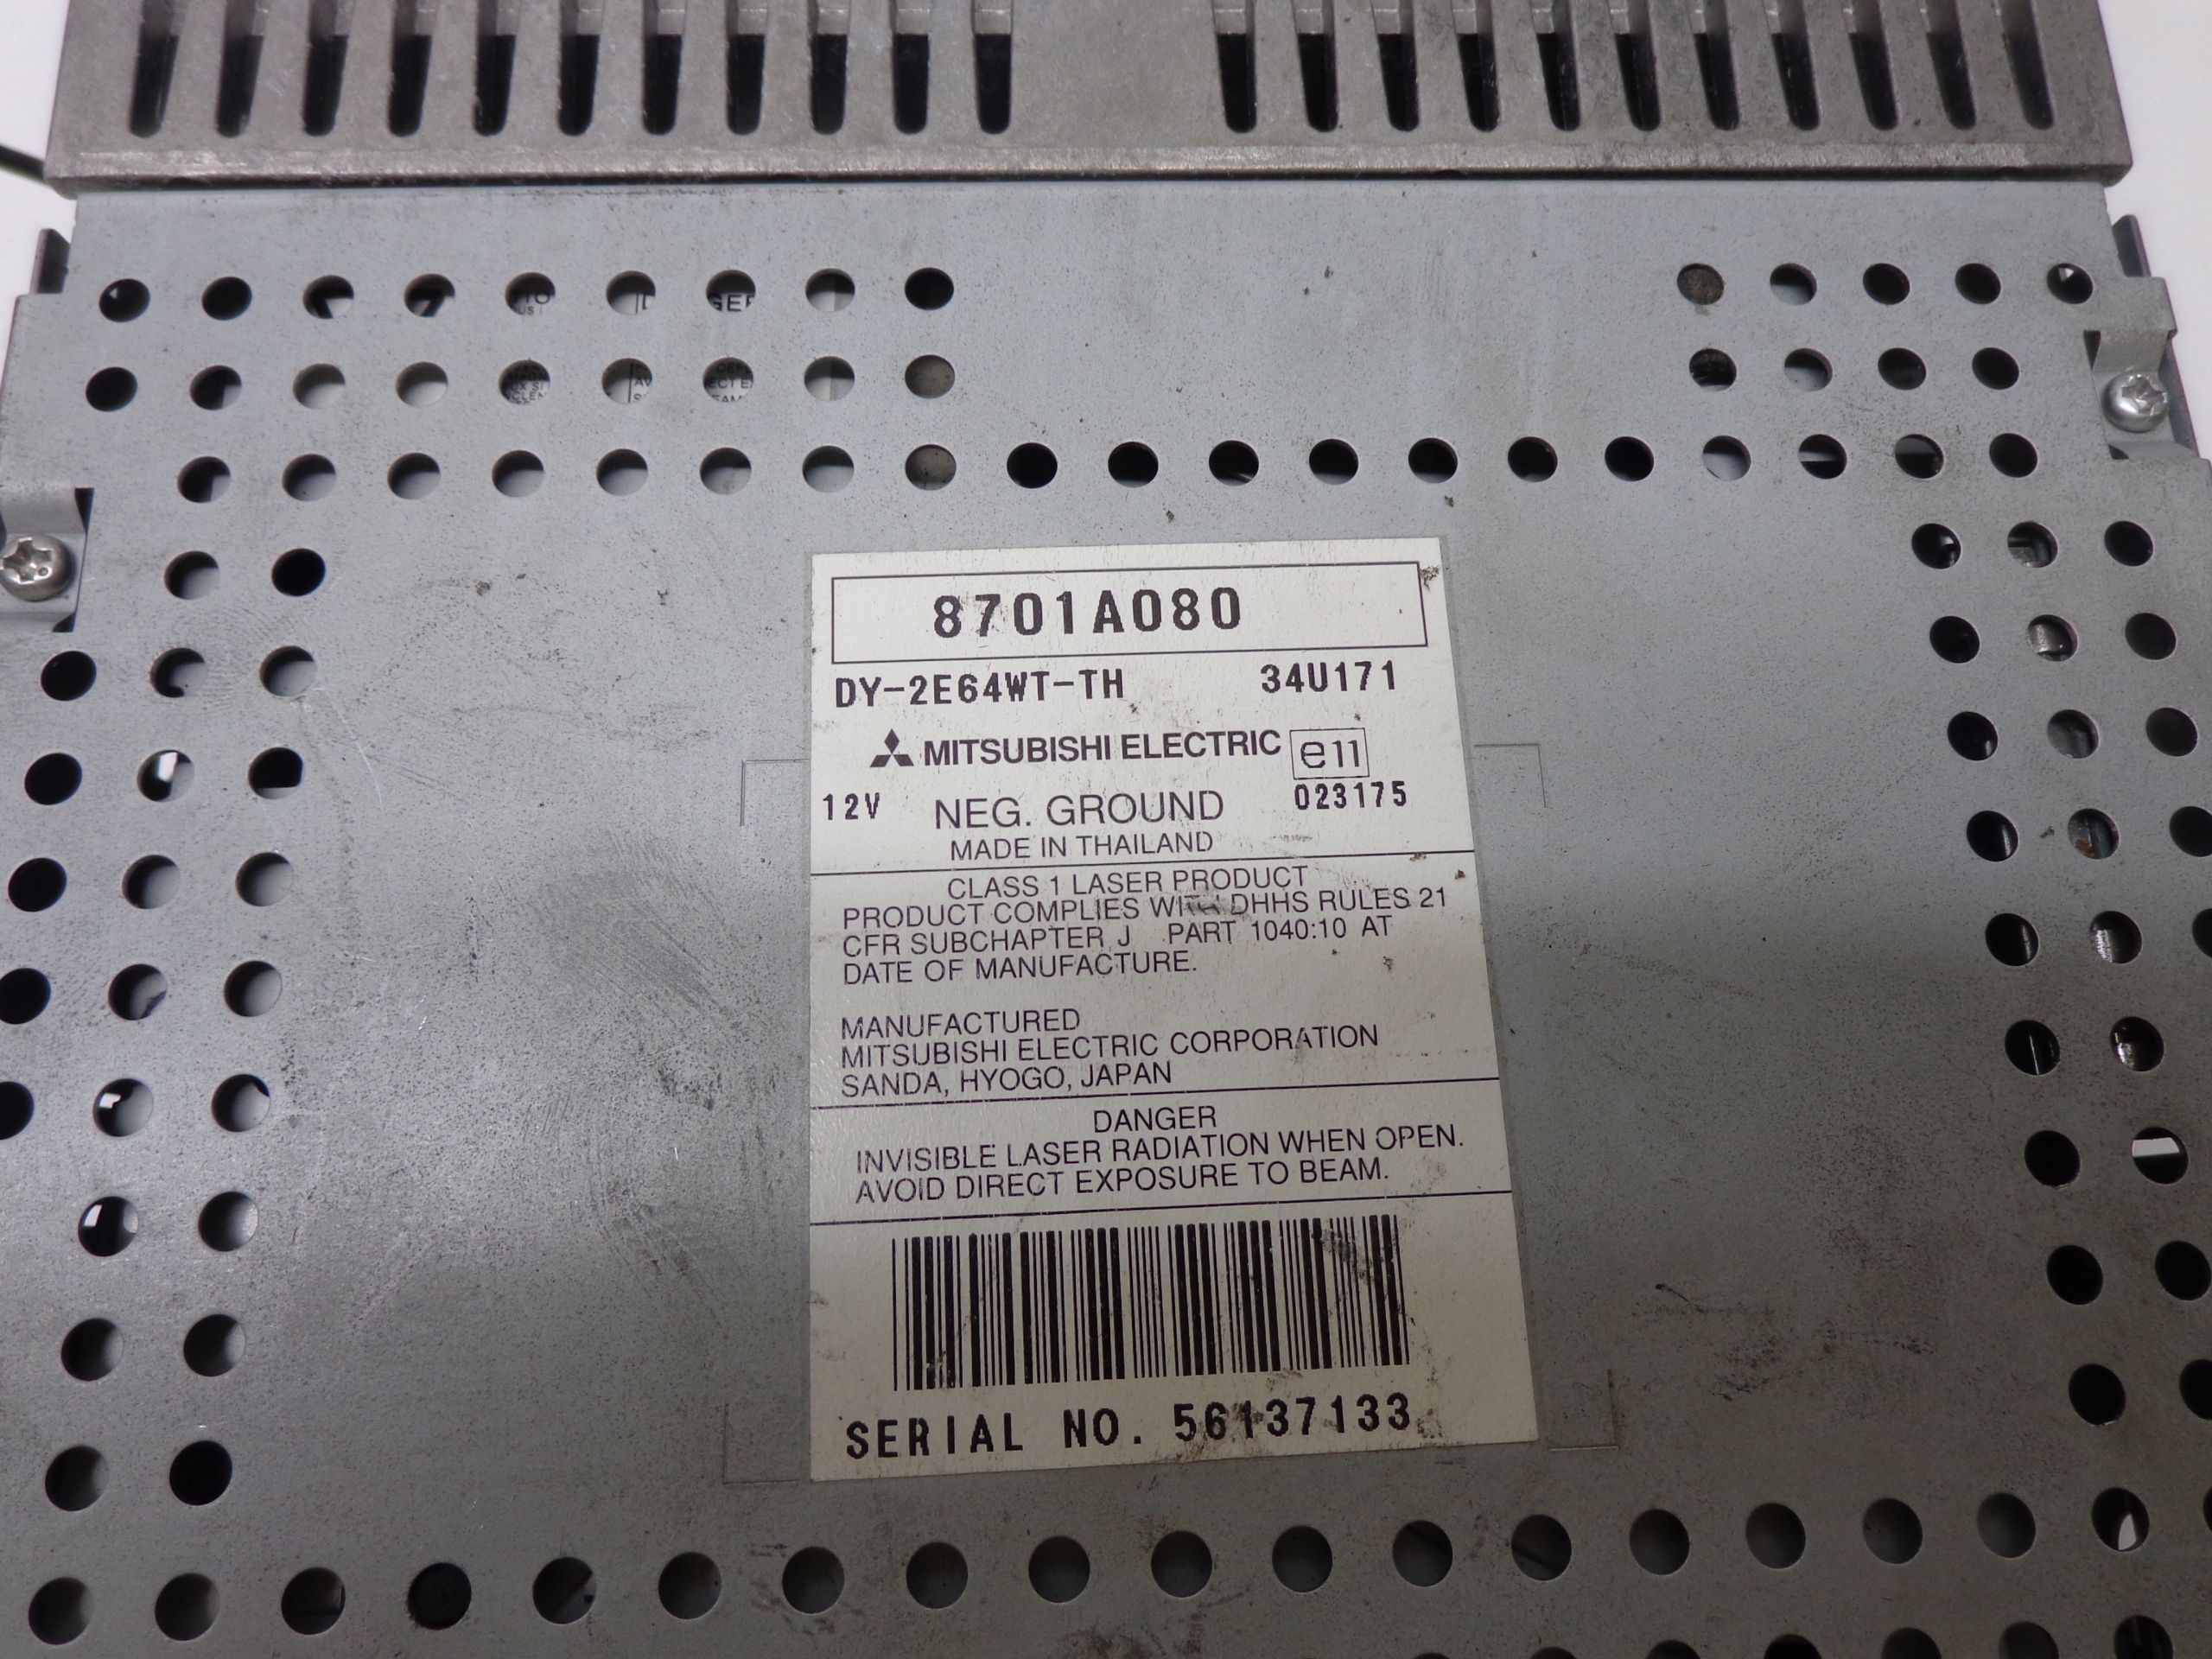 8701A080
DY-2E64WT-TH 34U171
MITSUBISHI ELECTRIC e11
12V NEG. GROUND 023175
MADE IN THAILAND
CLASS 1 LASER PRODUCT
PRODUCT COMPLIES WITH DHHS RULES 21
CFR SUBCHAPTER J PART 1040:10 AT
DATE OF MANUFACTURE.
MANUFACTURED
MITSUBISHI ELECTRIC CORPORATION
SANDA, HYOGO, JAPAN
DANGER
INVISIBLE LASER RADIATION WHEN OPEN.
AVOID DIRECT EXPOSURE TO BEAM.
SERIAL NO. 56137133